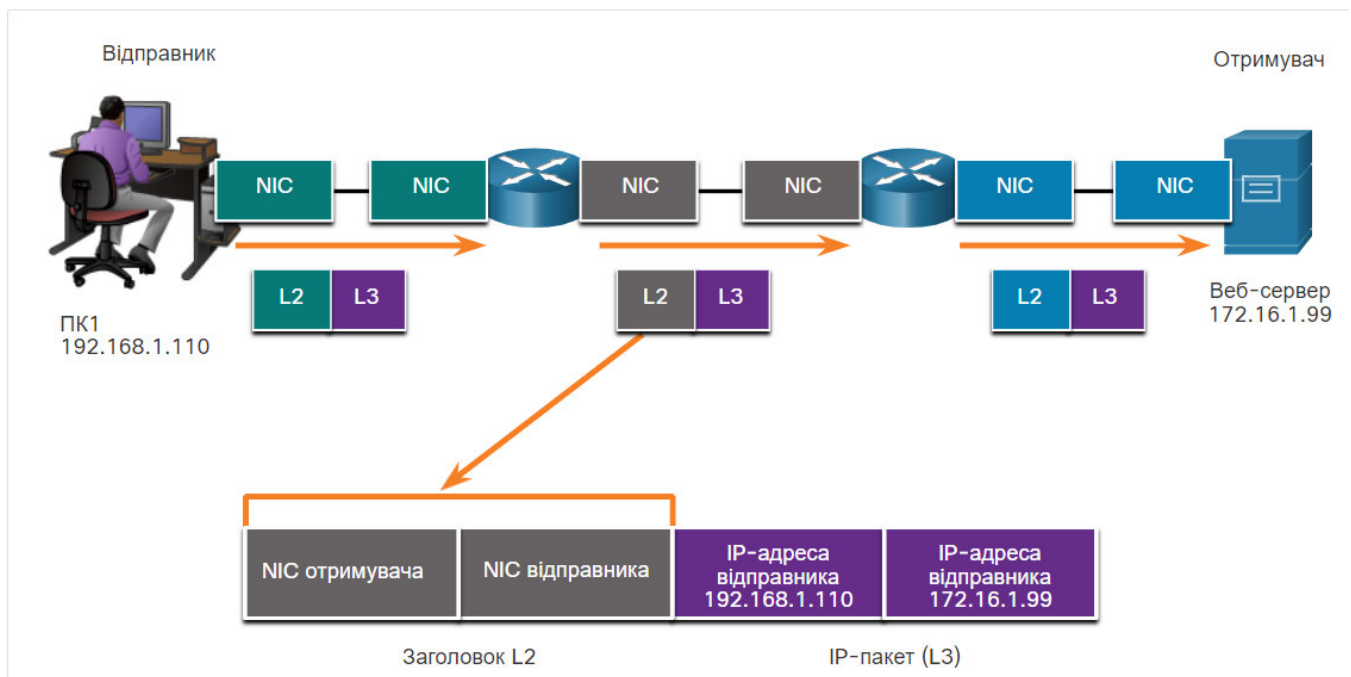 Відправник
Отримувач
NIC
NIC
NIC
NIC
NIC
NIC
L2
L3
L2
L3
L2
L3
ПК1
192.168.1.110
Веб-сервер
172.16.1.99
NIC отримувача
NIC відправника
IP-адреса
відправника
192.168.1.110
IP-адреса
відправника
172.16.1.99
Заголовок L2
IP-пакет (L3)